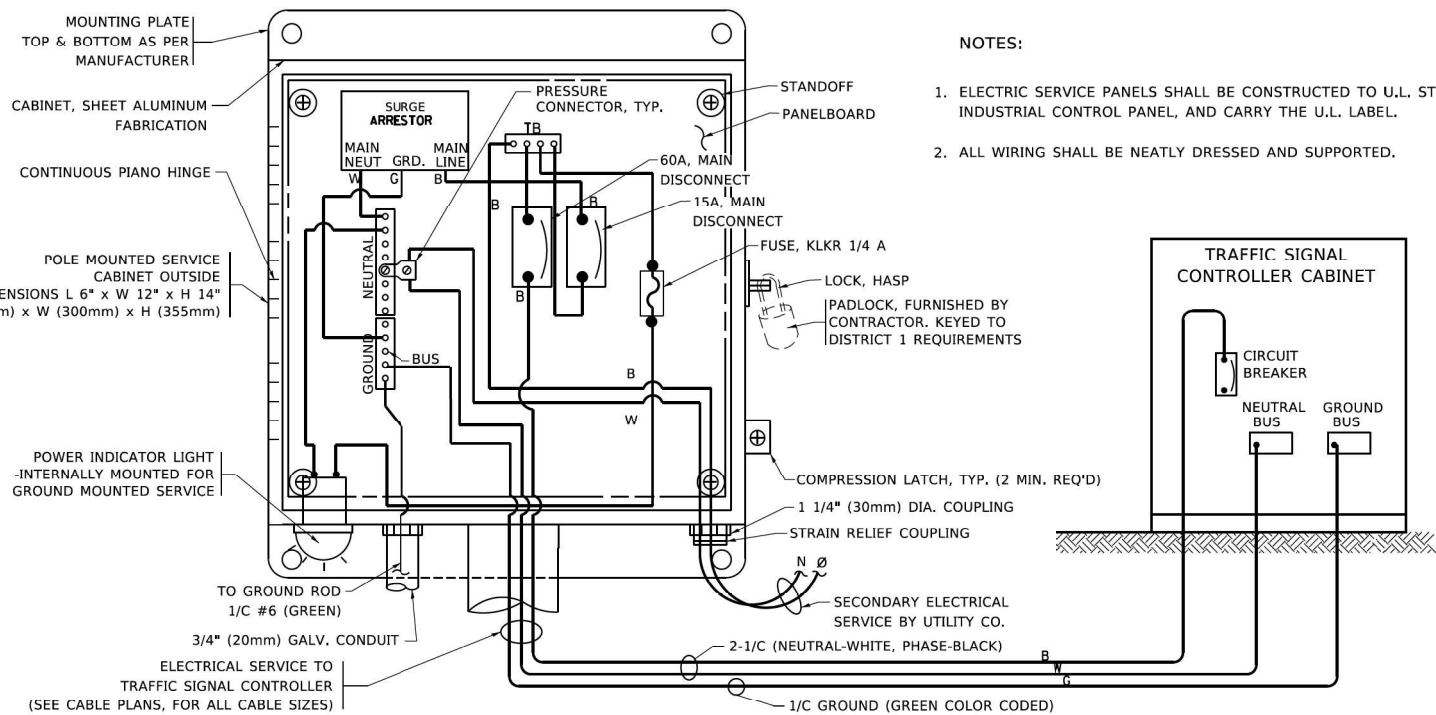 MOUNTING PLATE
TOP & BOTTOM AS PER
MANUFACTURER
CABINET, SHEET ALUMINUM
FABRICATION
CONTINUOUS PIANO HINGE
POLE MOUNTED SERVICE
CABINET OUTSIDE
ENSIONS L 6" x W 12" x H 14"
m) x W (300mm) x H (355mm)
POWER INDICATOR LIGHT
-INTERNALLY MOUNTED FOR
GROUND MOUNTED SERVICE
TO GROUND ROD
1/C #6 (GREEN)
3/4" (20mm) GALV. CONDUIT
ELECTRICAL SERVICE TO
TRAFFIC SIGNAL CONTROLLER
(SEE CABLE PLANS, FOR ALL CABLE SIZES)
SURGE
ARRESTOR
MAIN
NEUT
GRD.
MAIN
LINE
W
G
B
PRESSURE
CONNECTOR, TYP.
TB
NEUTRAL
GROUND
BUS
B
B
B
B
W
STANDOFF
PANELBOARD
60A, MAIN
DISCONNECT
15A, MAIN
DISCONNECT
FUSE, KLKR 1/4 A
LOCK, HASP
PADLOCK, FURNISHED BY
CONTRACTOR. KEYED TO
DISTRICT 1 REQUIREMENTS
COMPRESSION LATCH, TYP. (2 MIN. REQ'D)
1 1/4" (30mm) DIA. COUPLING
STRAIN RELIEF COUPLING
N Ø
SECONDARY ELECTRICAL
SERVICE BY UTILITY CO.
2-1/C (NEUTRAL-WHITE, PHASE-BLACK)
B
W
G
1/C GROUND (GREEN COLOR CODED)
NOTES:
1. ELECTRIC SERVICE PANELS SHALL BE CONSTRUCTED TO U.L. ST
INDUSTRIAL CONTROL PANEL, AND CARRY THE U.L. LABEL.
2. ALL WIRING SHALL BE NEATLY DRESSED AND SUPPORTED.
TRAFFIC SIGNAL
CONTROLLER CABINET
CIRCUIT
BREAKER
NEUTRAL
BUS
GROUND
BUS